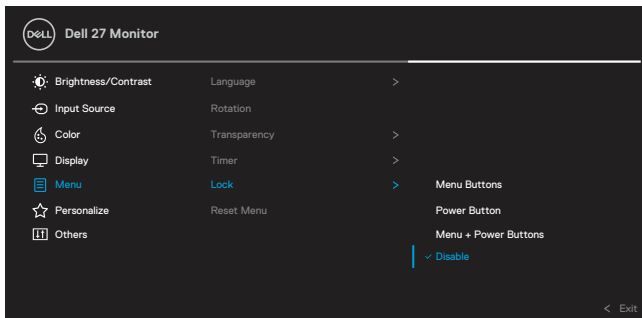 DELL Dell 27 Monitor
Brightness/Contrast Language >
Input Source Rotation
Color Transparency >
Display Timer >
Menu Lock > Menu Buttons
Personalize Reset Menu Power Button
Others Menu + Power Buttons
✓ Disable
< Exit